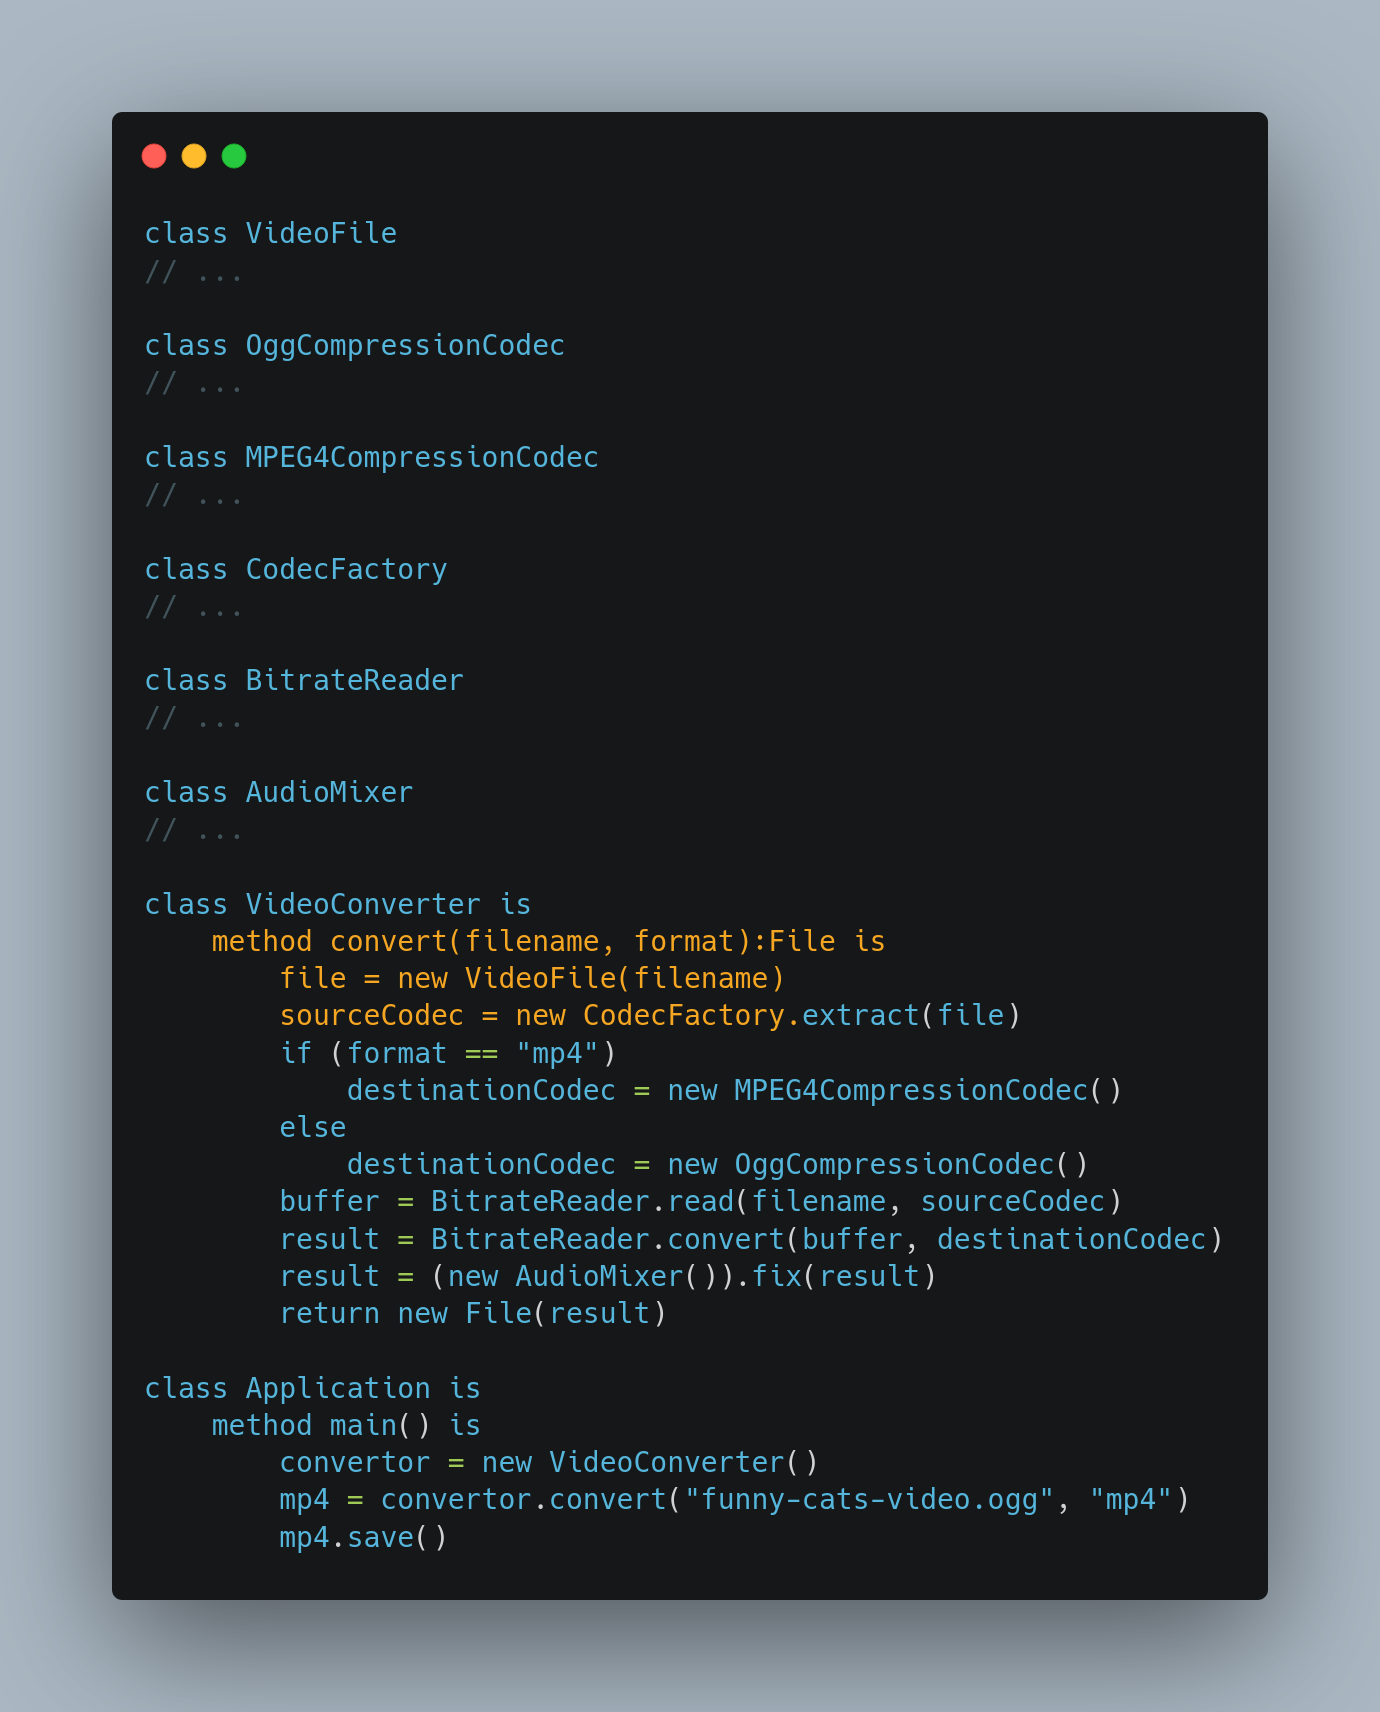 class VideoFile
// ...

class OggCompressionCodec
// ...

class MPEG4CompressionCodec
// ...

class CodecFactory
// ...

class BitrateReader
// ...

class AudioMixer
// ...

class VideoConverter is
    method convert(filename, format):File is
        file = new VideoFile(filename)
        sourceCodec = new CodecFactory.extract(file)
        if (format == "mp4")
            destinationCodec = new MPEG4CompressionCodec()
        else
            destinationCodec = new OggCompressionCodec()
        buffer = BitrateReader.read(filename, sourceCodec)
        result = BitrateReader.convert(buffer, destinationCodec)
        result = (new AudioMixer()).fix(result)
        return new File(result)

class Application is
    method main() is
        convertor = new VideoConverter()
        mp4 = convertor.convert("funny-cats-video.ogg", "mp4")
        mp4.save()